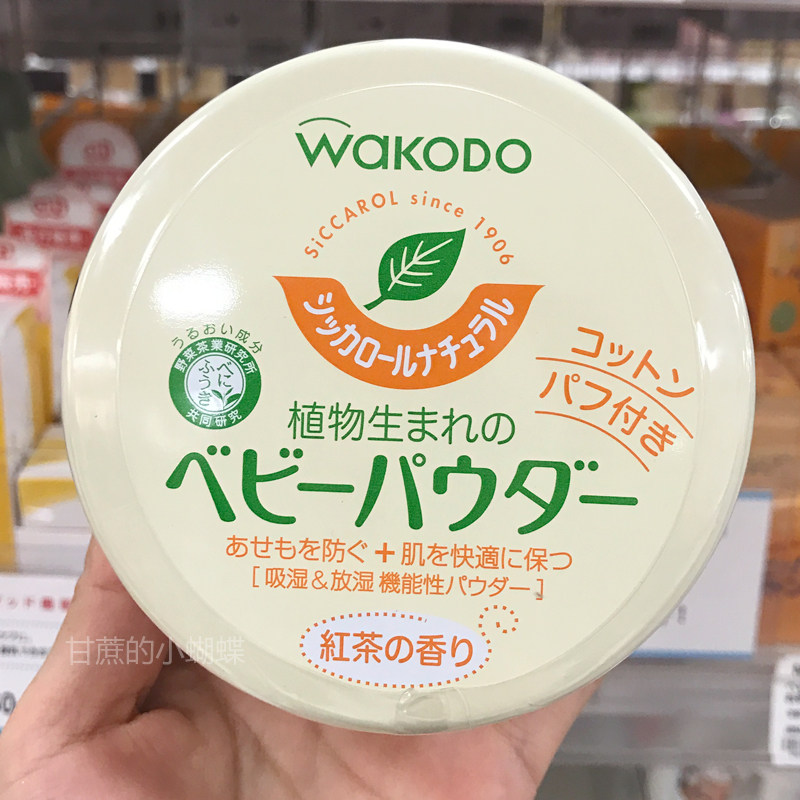 WAKODO
SiCCAROL since 1906
シッカロールナチュラル
コットン
パフ付き
うるおい成分
野菜茶業研究所
べに
ふうき
共同研究
植物生まれの
ベビーパウダー
あせもを防ぐ+肌を快適に保つ
[吸湿&放湿 機能性パウダー]
紅茶の香り
甘蔗的小蝴蝶